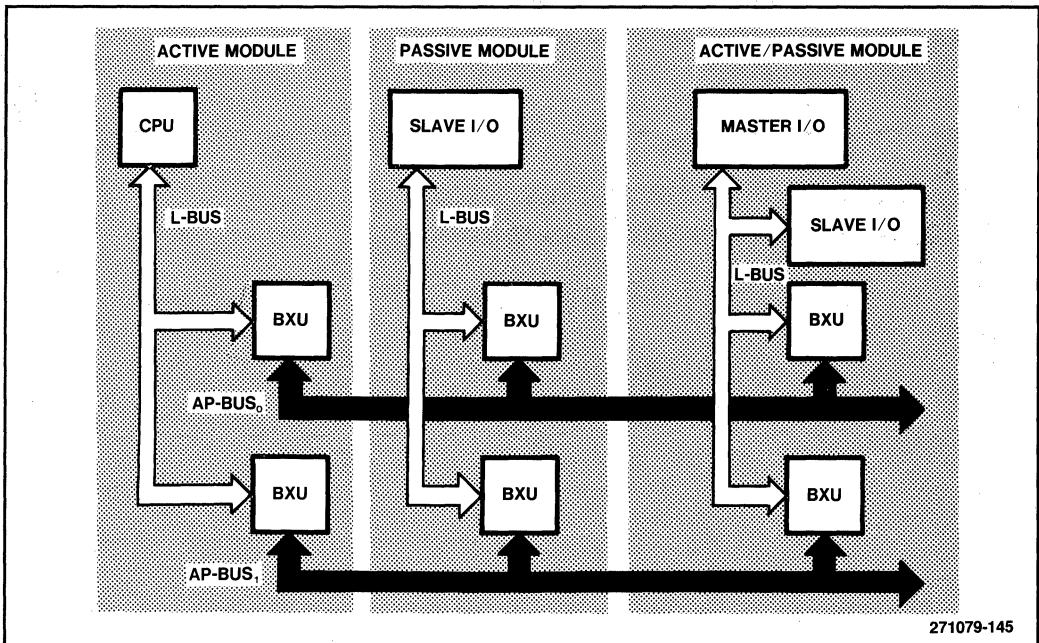 ACTIVE MODULE
PASSIVE MODULE
ACTIVE/PASSIVE MODULE
CPU
SLAVE I/O
MASTER I/O
L-BUS
L-BUS
SLAVE I/O
L-BUS
BXU
BXU
BXU
AP-BUS₀
BXU
BXU
BXU
AP-BUS₁
271079-145